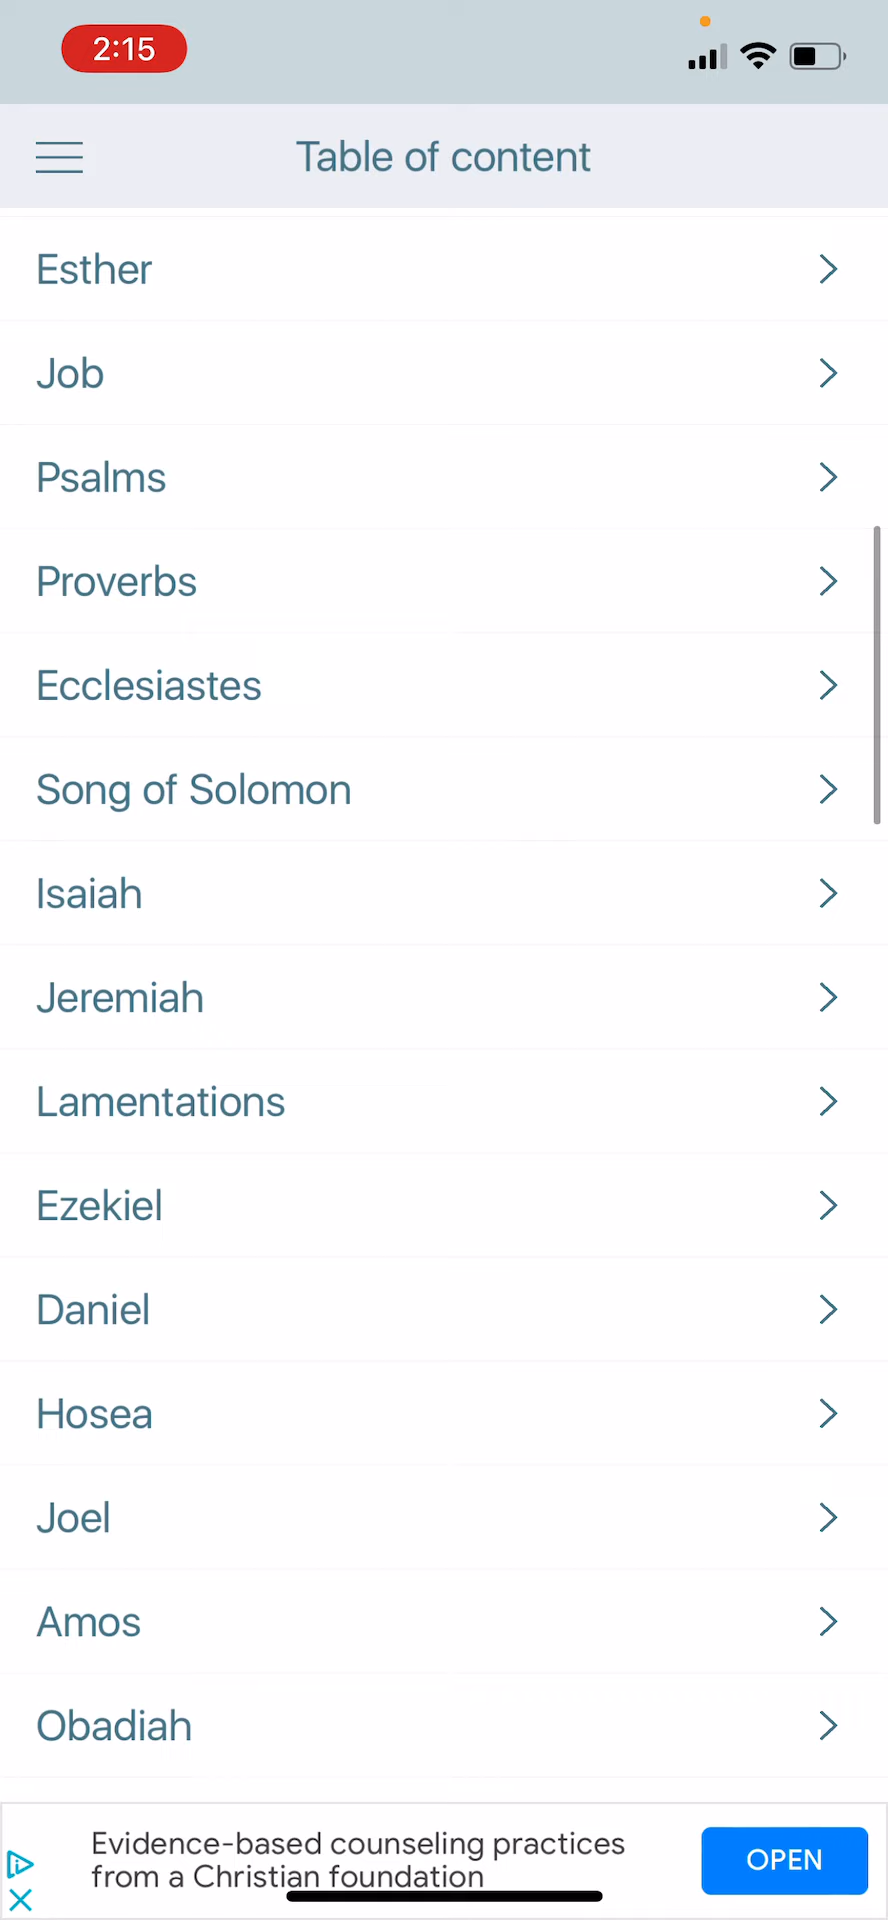 2:15
Table of content
Esther
Job
Psalms
Proverbs
Ecclesiastes
Song of Solomon
Isaiah
Jeremiah
Lamentations
Ezekiel
Daniel
Hosea
Joel
Amos
Obadiah
Evidence-based counseling practices
from a Christian foundation
OPEN